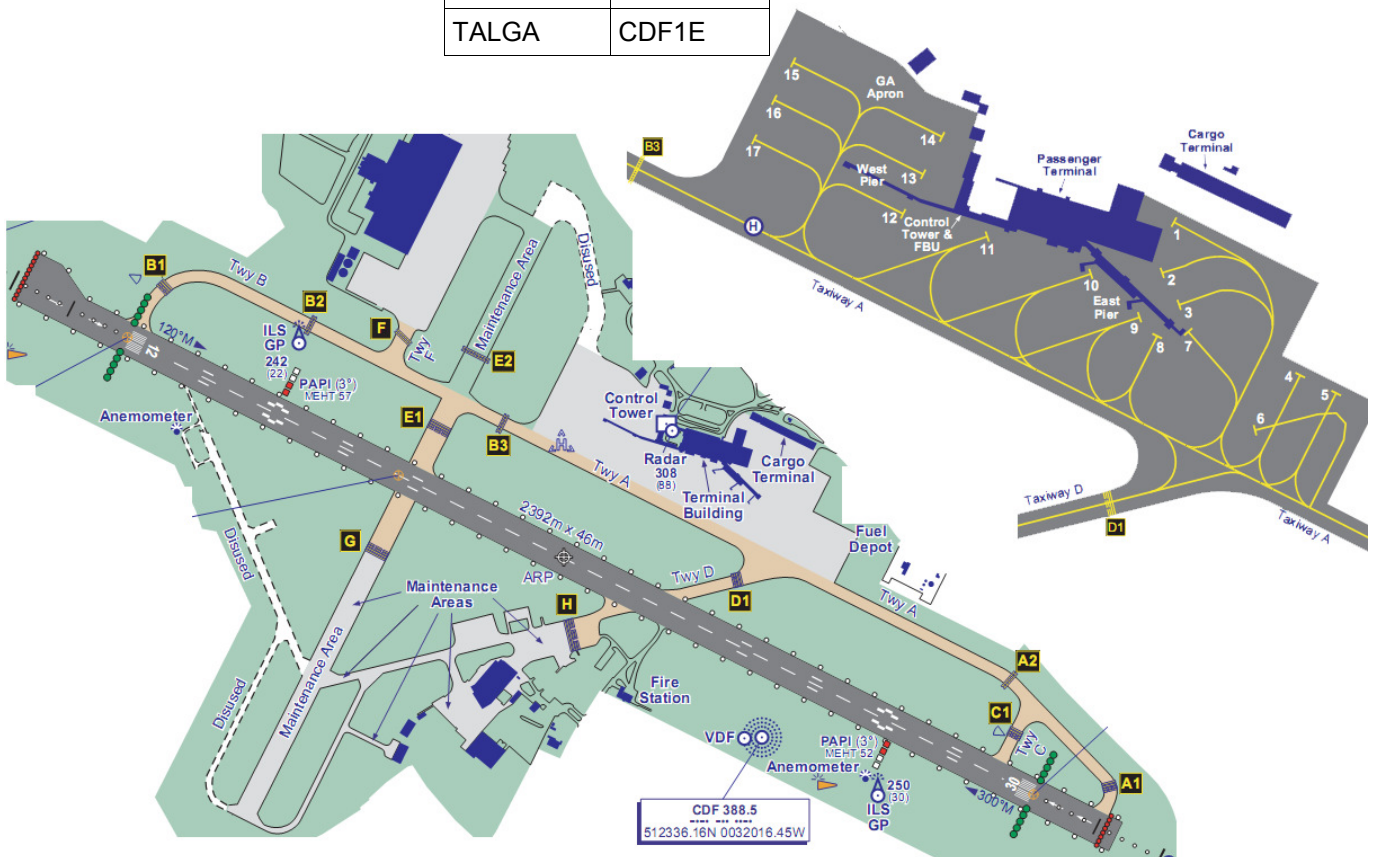 TALGA CDF1E
15
GA
Apron
16
14
17
B3
West
Pier
13
12
Control
Tower &
FBU
11
H
Passenger
Terminal
Cargo
Terminal
1
2
10
East
Pier
3
9
8
7
Taxiway A
4
5
6
Taxiway D
D1
Taxiway A
B1
Twy B
B2
ILS
GP
242
(22)
F
Twy
F
Maintenance Area
Disused
E2
120°M
12
PAPI (3°)
MEHT 57
Anemometer
E1
B3
H
Control
Tower
Radar
308
(88)
Cargo
Terminal
Terminal
Building
Twy A
2392m x 46m
Disused
G
ARP
Twy D
D1
Fuel
Depot
Twy A
Maintenance
Areas
H
Maintenance Area
Disused
Fire
Station
A2
C1
Twy
C
VDF
PAPI (3°)
MEHT 52
Anemometer
250
(30)
ILS
GP
30
300°M
A1
CDF 388.5
512336.16N 0032016.45W